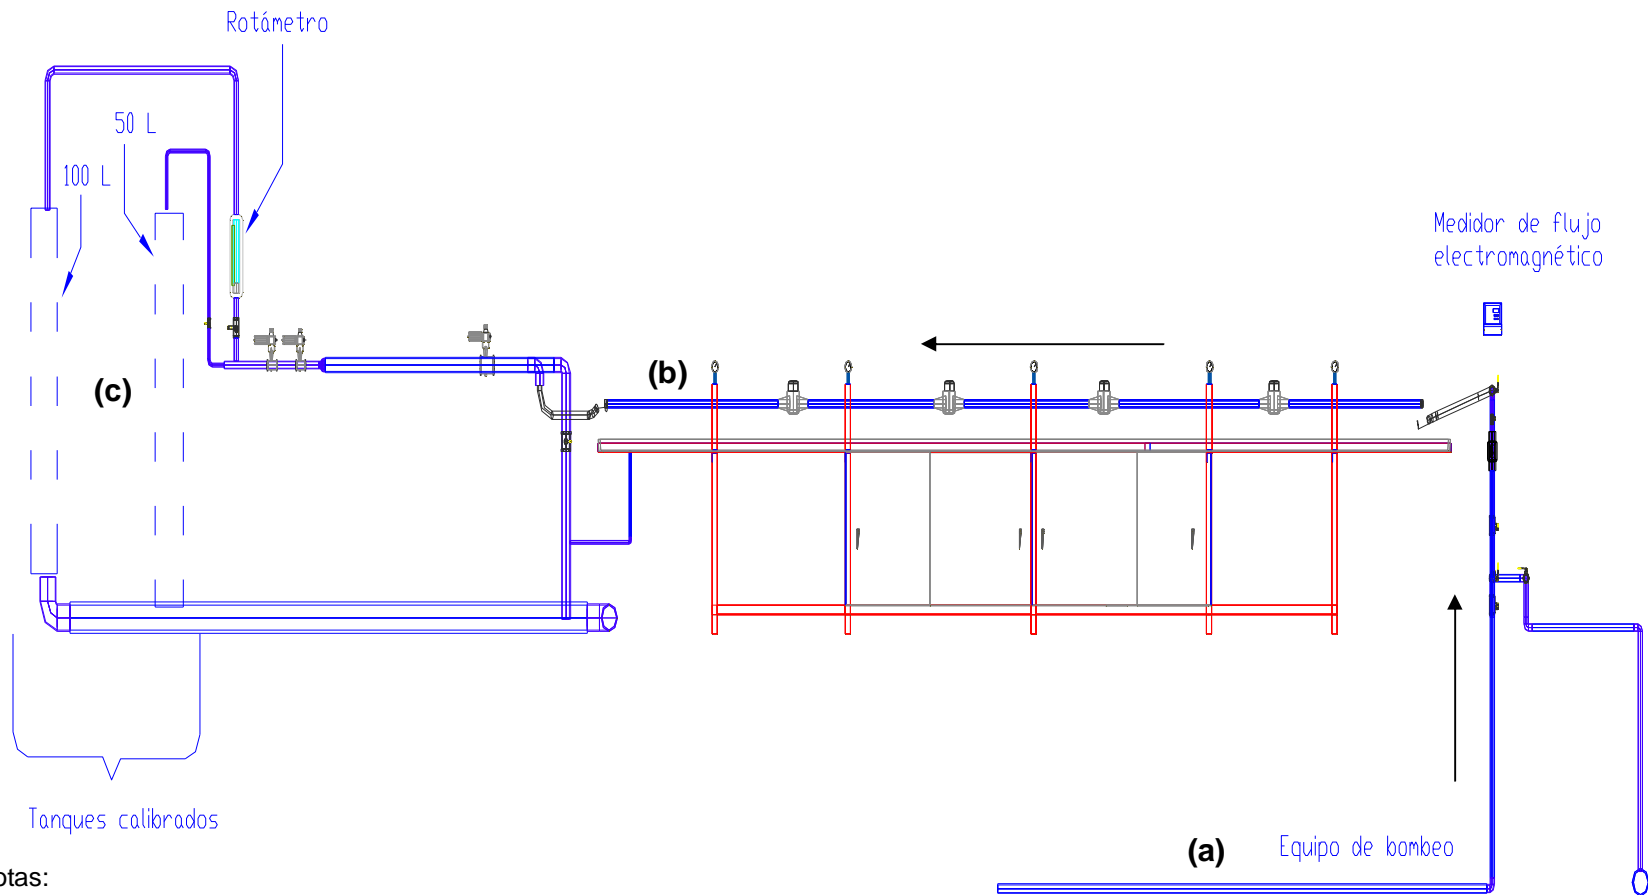 Rotámetro
50 L
100 L
Medidor de flujo
electromagnético
(b)
(c)
Tanques calibrados
(a)
Equipo de bombeo
otas: